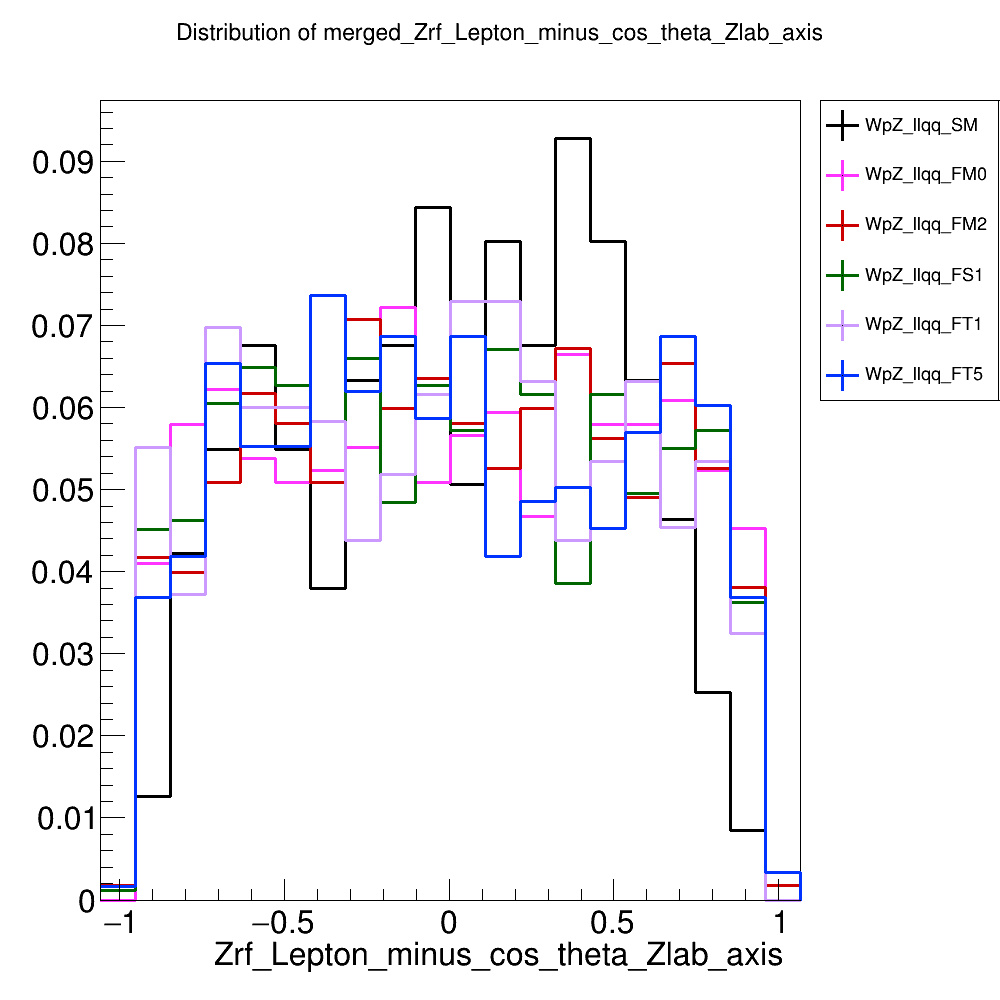 Distribution of merged_Zrf_Lepton_minus_cos_theta_Zlab_axis
WpZ_llqq_SM
WpZ_llqq_FM0
WpZ_llqq_FM2
WpZ_llqq_FS1
WpZ_llqq_FT1
WpZ_llqq_FT5
0.09
0.08
0.07
0.06
0.05
0.04
0.03
0.02
0.01
0
−1 −0.5 0 0.5 1
Zrf_Lepton_minus_cos_theta_Zlab_axis